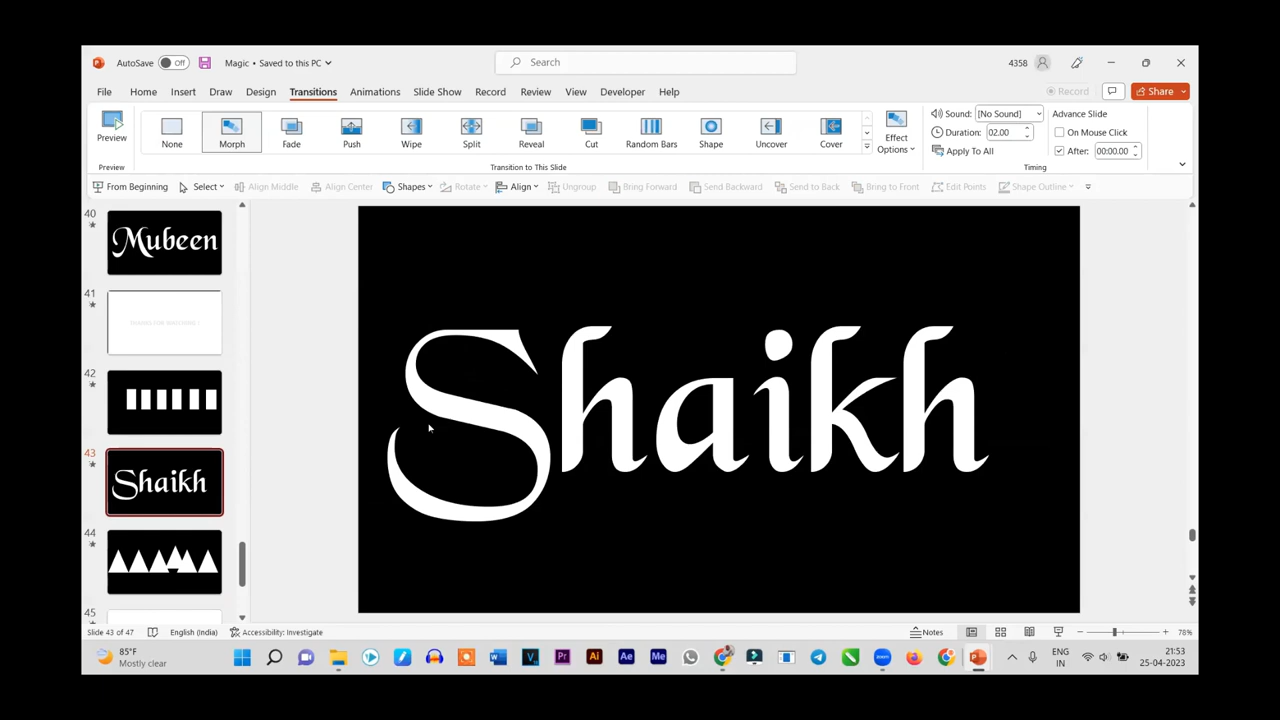 AutoSave Off Magic • Saved to this PC Search 4358
File Home Insert Draw Design Transitions Animations Slide Show Record Review View Developer Help Record Share
Preview None Morph Fade Push Wipe Split Reveal Cut Random Bars Shape Uncover Cover Effect Options
Sound: [No Sound] Advance Slide
Duration: 02.00 On Mouse Click
Apply To All After: 00:00.00
Preview Transition to This Slide Timing
From Beginning Select Align Middle Align Center Shapes Rotate Align Ungroup Bring Forward Send Backward Send to Back Bring to Front Edit Points Shape Outline
40
Mubeen
41
42
43
Shaikh
44
45
Shaikh
Slide 43 of 47 English (India) Accessibility: Investigate Notes 78%
85°F
Mostly clear
ENG
IN
21:53
25-04-2023